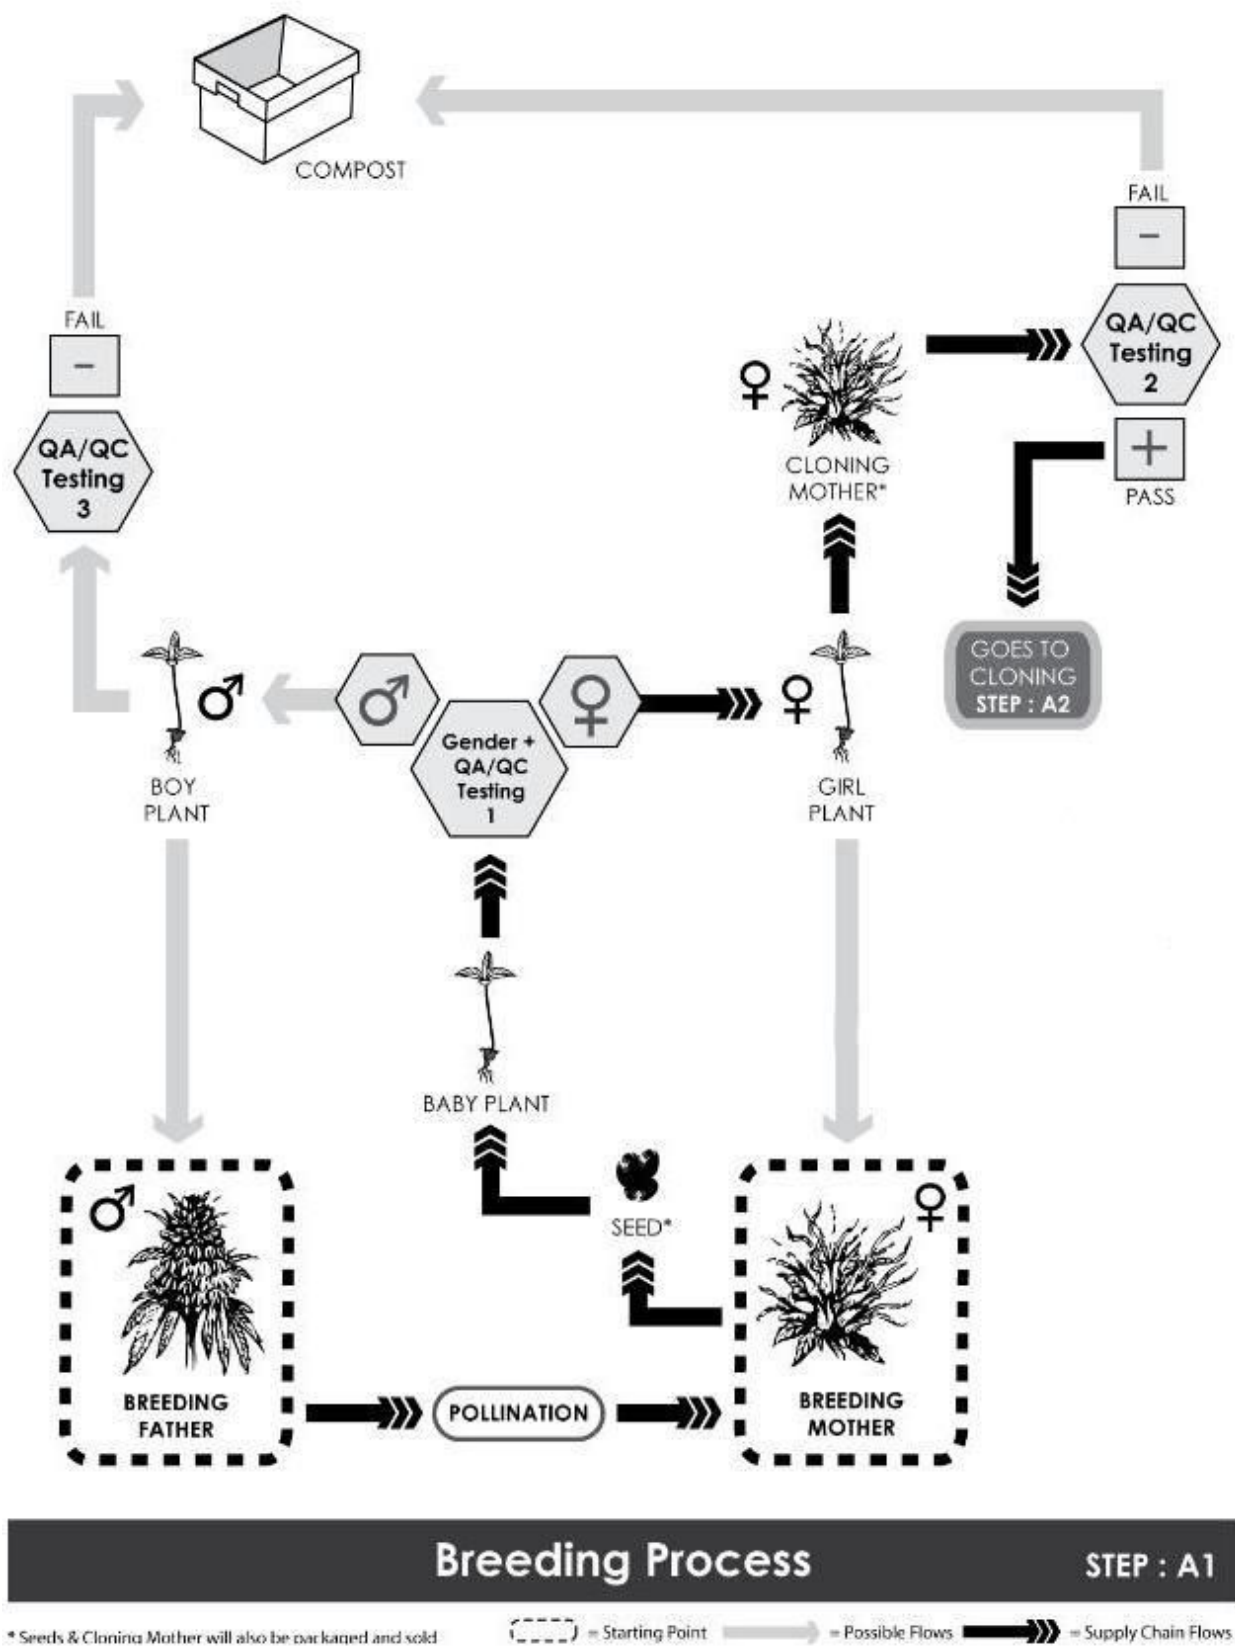 COMPOST
FAIL
-
QA/QC
Testing
2
+
PASS
FAIL
-
QA/QC
Testing
3
CLONING
MOTHER*
GOES TO
CLONING
STEP : A2
♂
♀
Gender +
QA/QC
Testing
1
♂
BOY
PLANT
♀
GIRL
PLANT
♀
BABY PLANT
SEED*
♂
BREEDING
FATHER
POLLINATION
♀
BREEDING
MOTHER
Breeding Process
STEP : A1
* Seeds & Cloning Mother will also be packaged and sold
= Starting Point
= Possible Flows
= Supply Chain Flows